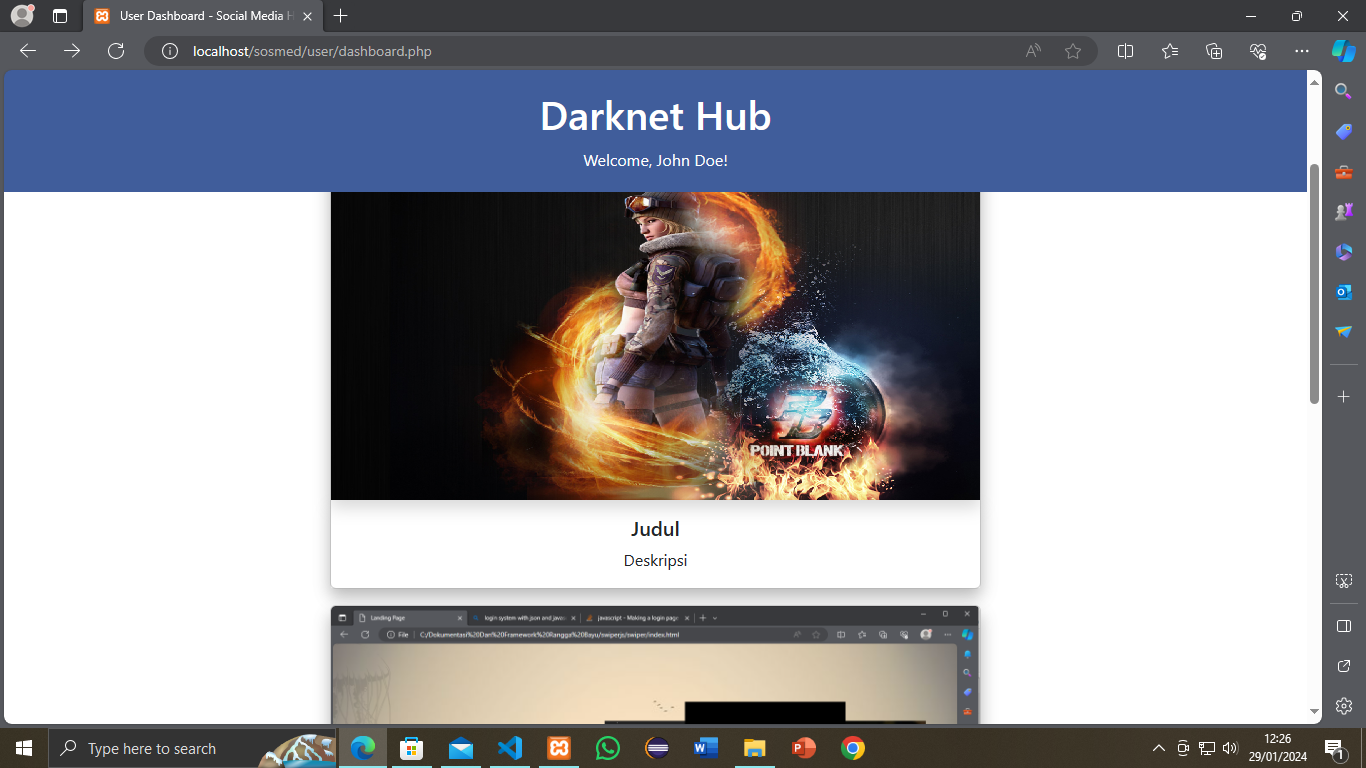 User Dashboard - Social Media H
localhost/sosmed/user/dashboard.php
Darknet Hub
Welcome, John Doe!
POINT BLANK
Judul
Deskripsi
Landing Page
login system with json and javas
javascript - Making a login page
File
C:/Dokumentasi%20Dan%20Framework%20Rangga%20Bayu/swiperjs/swiper/index.html
Type here to search
12:26
29/01/2024
1